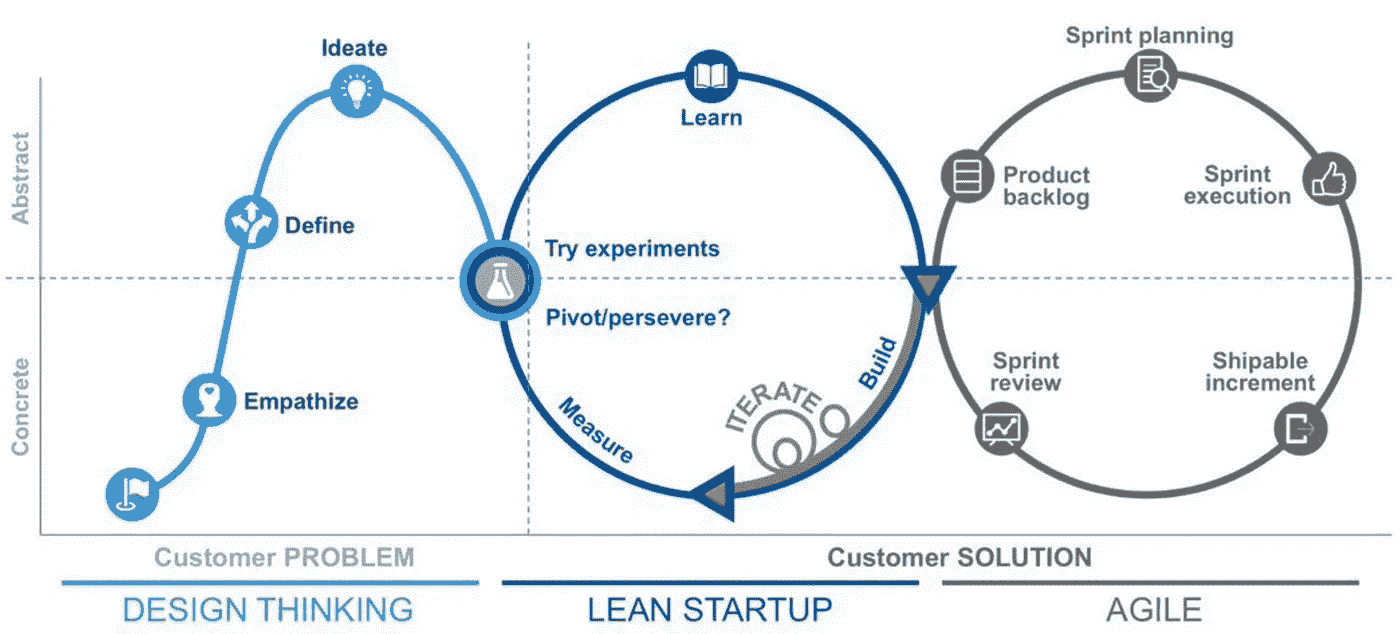 Ideate
Define
Empathize
Learn
Try experiments
Pivot/persevere?
Measure
ITERATE
Build
Sprint planning
Product
backlog
Sprint
execution
Sprint
review
Shipable
increment
Abstract
Concrete
Customer PROBLEM
Customer SOLUTION
DESIGN THINKING
LEAN STARTUP
AGILE